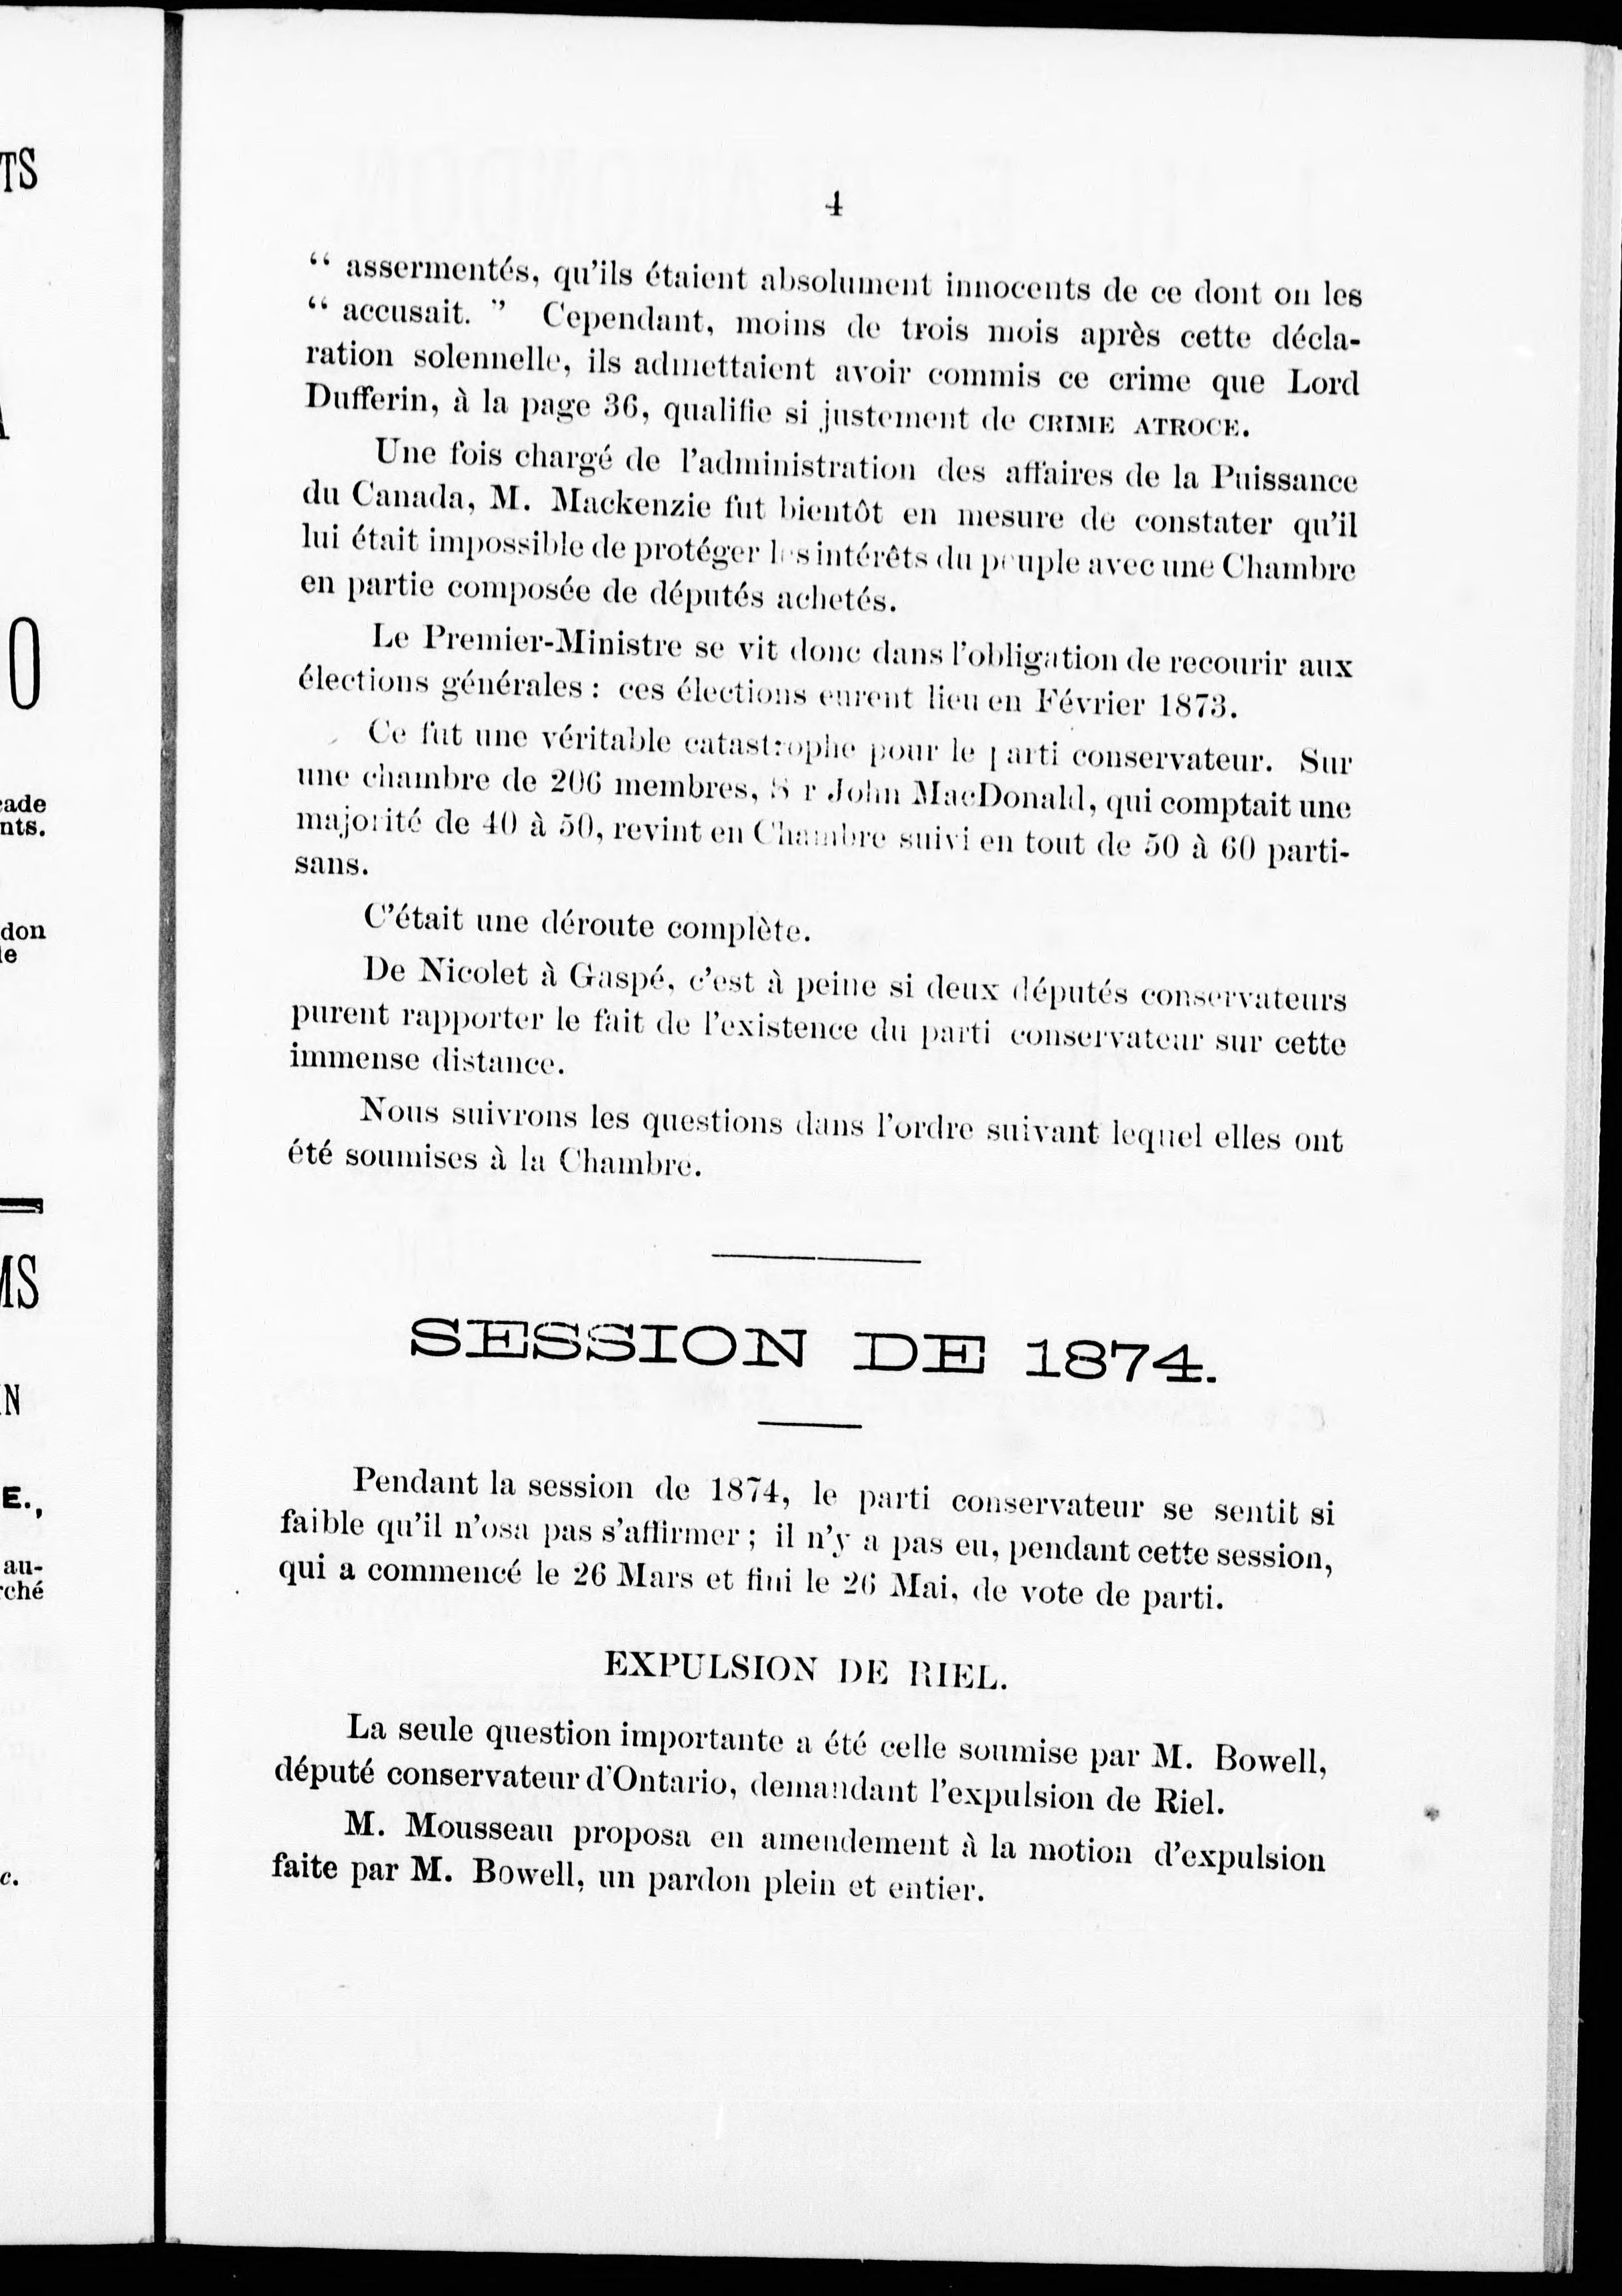 4
“ assermentés, qu’ils étaient absolument innocents de ce dont on les
“ accusait. ” Cependant, moins de trois mois après cette décla-
ration solennelle, ils admettaient avoir commis ce crime que Lord
Dufferin, à la page 36, qualifie si justement de CRIME ATROCE.
Une fois chargé de l’administration des affaires de la Puissance
du Canada, M. Mackenzie fut bientôt en mesure de constater qu’il
lui était impossible de protéger les intérêts du peuple avec une Chambre
en partie composée de députés achetés.
Le Premier-Ministre se vit donc dans l’obligation de recourir aux
élections générales : ces élections eurent lieu en Février 1873.
Ce fut une véritable catastrophe pour le parti conservateur. Sur
une chambre de 206 membres, S r John MacDonald, qui comptait une
majorité de 40 à 50, revint en Chambre suivi en tout de 50 à 60 parti-
sans.
C’était une déroute complète.
De Nicolet à Gaspé, c’est à peine si deux députés conservateurs
purent rapporter le fait de l’existence du parti conservateur sur cette
immense distance.
Nous suivrons les questions dans l’ordre suivant lequel elles ont
été soumises à la Chambre.
SESSION DE 1874.
Pendant la session de 1874, le parti conservateur se sentit si
faible qu’il n’osa pas s’affirmer ; il n’y a pas eu, pendant cette session,
qui a commencé le 26 Mars et fini le 26 Mai, de vote de parti.
EXPULSION DE RIEL.
La seule question importante a été celle soumise par M. Bowell,
député conservateur d’Ontario, demandant l’expulsion de Riel.
M. Mousseau proposa en amendement à la motion d’expulsion
faite par M. Bowell, un pardon plein et entier.